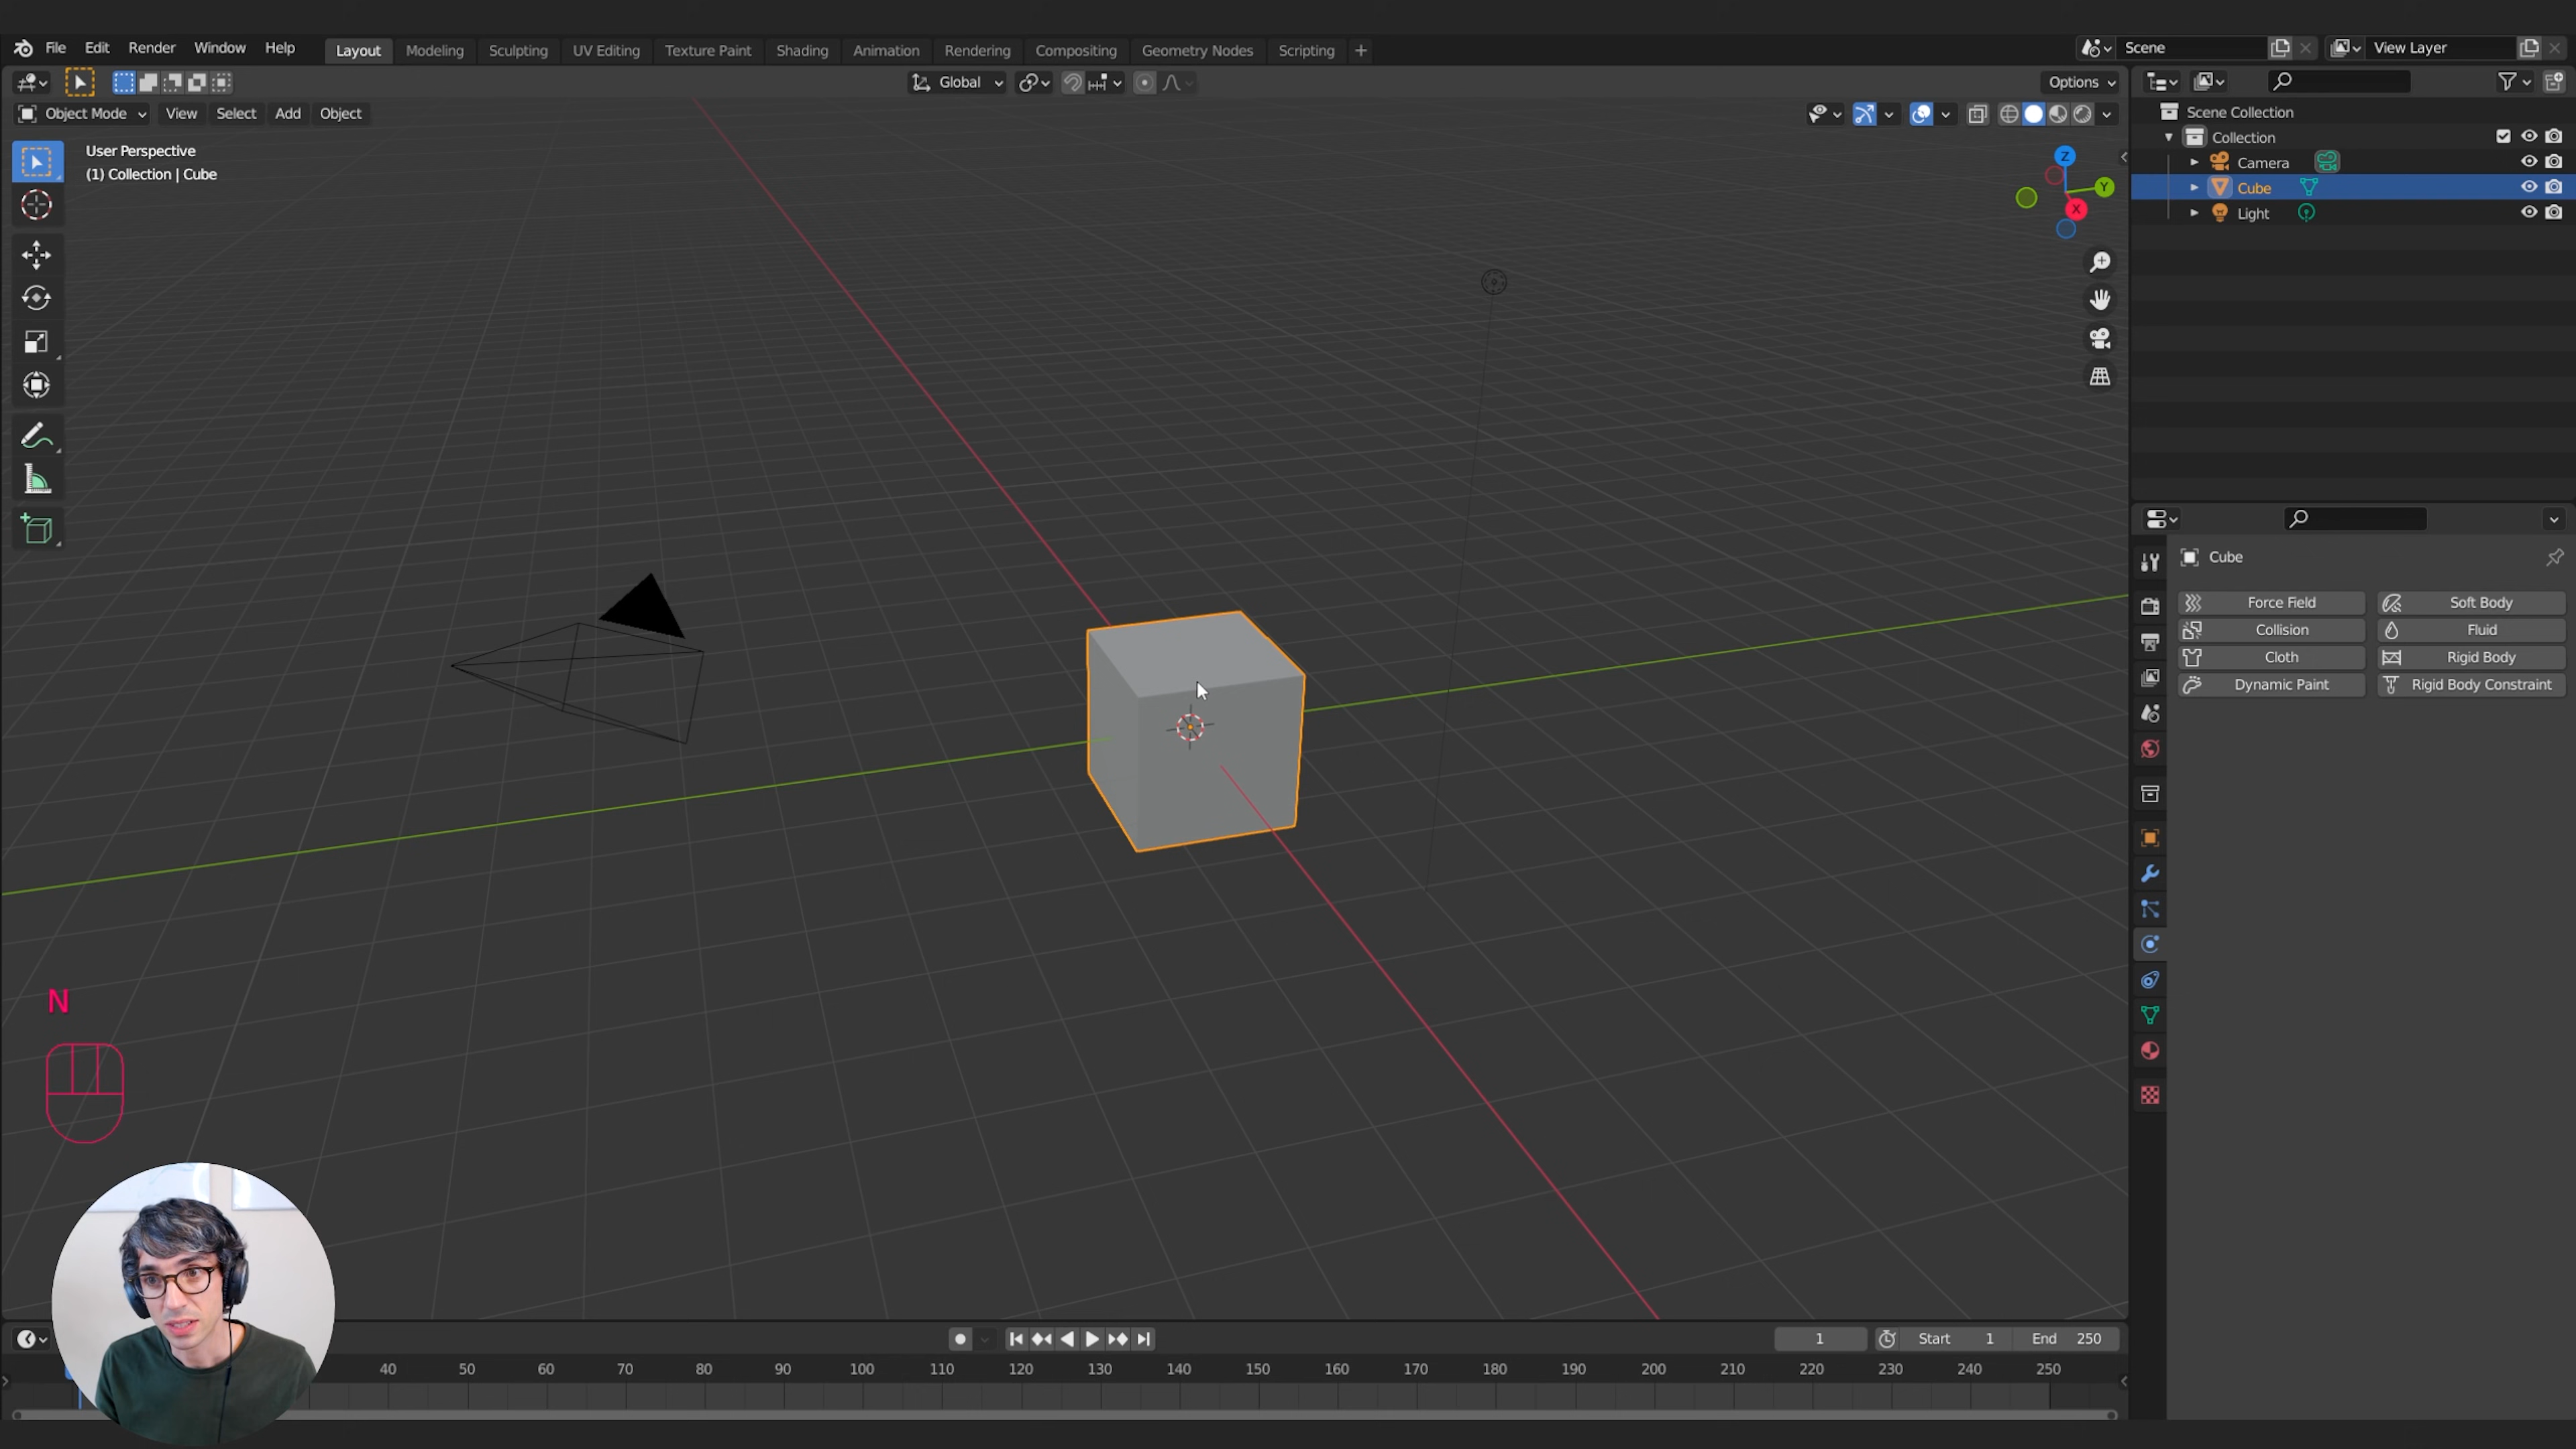 File Edit Render Window Help Layout Modeling Sculpting UV Editing Texture Paint Shading Animation Rendering Compositing Geometry Nodes Scripting + Scene View Layer
Global Options
Object Mode View Select Add Object
User Perspective
(1) Collection | Cube
Z
Y
X
Scene Collection
Collection
Camera
Cube
Light
Cube
Force Field Soft Body
Collision Fluid
Cloth Rigid Body
Dynamic Paint Rigid Body Constraint
N
1 Start 1 End 250
40 50 60 70 80 90 100 110 120 130 140 150 160 170 180 190 200 210 220 230 240 250